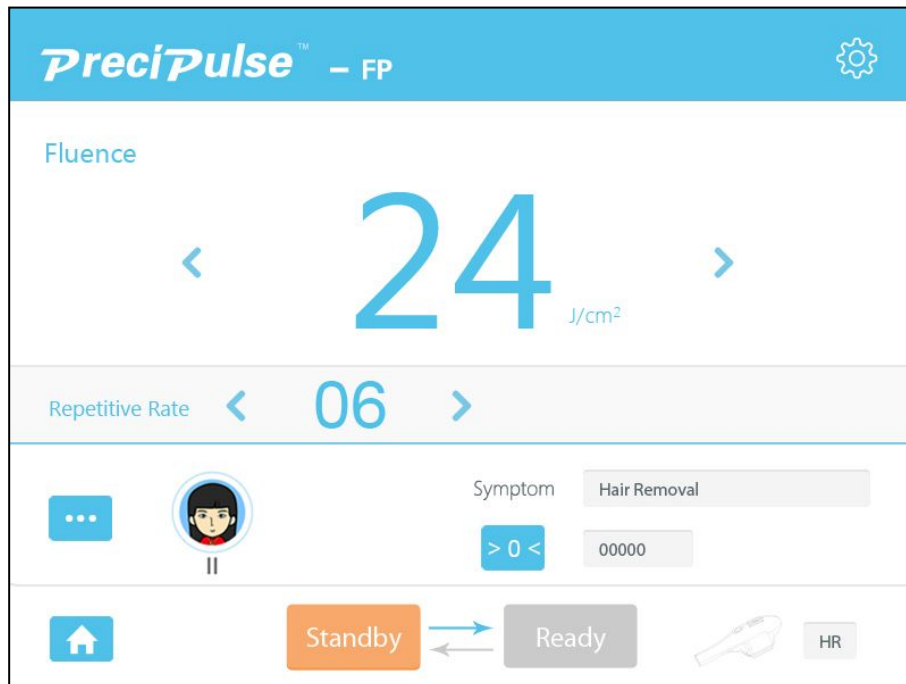 PreciPulse™ – FP
Fluence
24 J/cm²
Repetitive Rate 06
Symptom Hair Removal
II
> 0 < 00000
Standby Ready HR